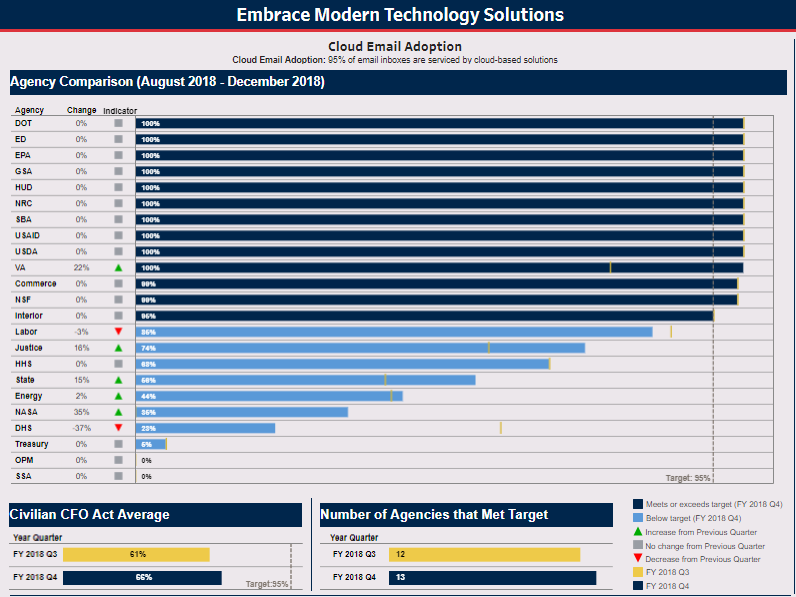 Embrace Modern Technology Solutions
Cloud Email Adoption
Cloud Email Adoption: 95% of email inboxes are serviced by cloud-based solutions
Agency Comparison (August 2018 - December 2018)
Agency Change Indicator
DOT 0% 100%
ED 0% 100%
EPA 0% 100%
GSA 0% 100%
HUD 0% 100%
NRC 0% 100%
SBA 0% 100%
USAID 0% 100%
USDA 0% 100%
VA 22% 100%
Commerce 0% 99%
NSF 0% 99%
Interior 0% 95%
Labor -3% 85%
Justice 16% 74%
HHS 0% 68%
State 15% 56%
Energy 2% 44%
NASA 35% 35%
DHS -37% 23%
Treasury 0% 5%
OPM 0% 0%
SSA 0% 0%
Target: 95%
Civilian CFO Act Average
Year Quarter
FY 2018 Q3 61%
FY 2018 Q4 66%
Target:95%
Number of Agencies that Met Target
Year Quarter
FY 2018 Q3 12
FY 2018 Q4 13
Meets or exceeds target (FY 2018 Q4)
Below target (FY 2018 Q4)
Increase from Previous Quarter
No change from Previous Quarter
Decrease from Previous Quarter
FY 2018 Q3
FY 2018 Q4